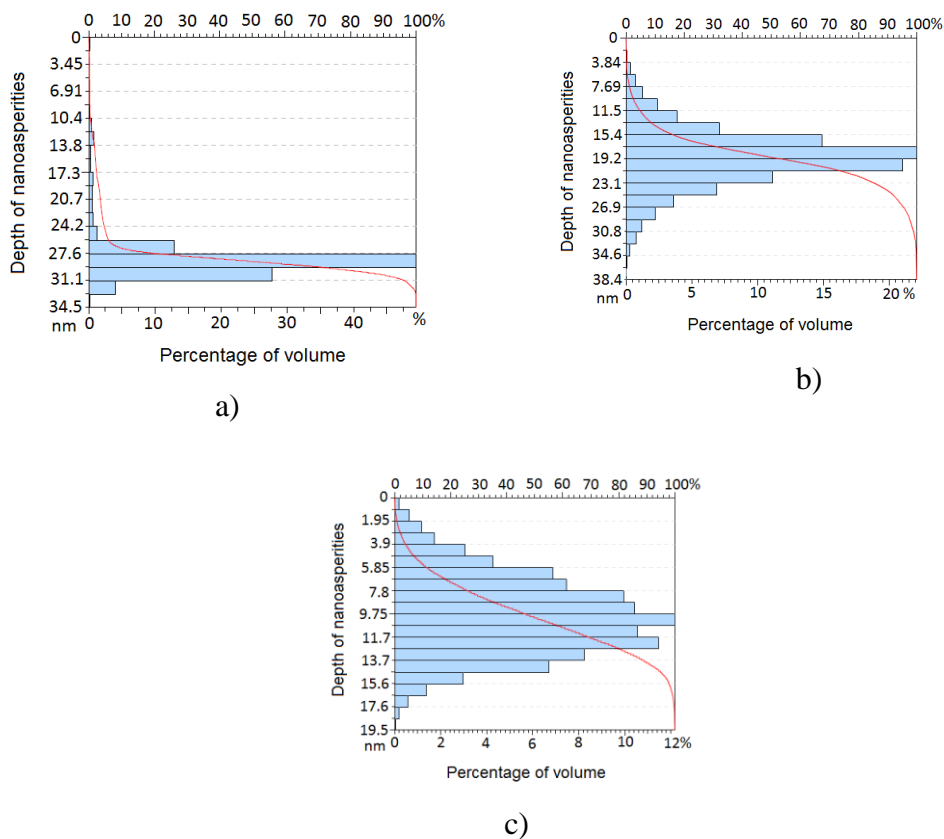 0 10 20 30 40 50 60 70 80 90 100%
0
3.45
6.91
10.4
13.8
17.3
20.7
24.2
27.6
31.1
34.5
nm
Depth of nanoasperities
0 10 20 30 40 %
Percentage of volume
a)
0 10 20 30 40 50 60 70 80 90 100%
0
3.84
7.69
11.5
15.4
19.2
23.1
26.9
30.8
34.6
38.4
nm
Depth of nanoasperities
0 5 10 15 20 %
Percentage of volume
b)
0 10 20 30 40 50 60 70 80 90 100%
0
1.95
3.9
5.85
7.8
9.75
11.7
13.7
15.6
17.6
19.5
nm
Depth of nanoasperities
0 2 4 6 8 10 12%
Percentage of volume
c)